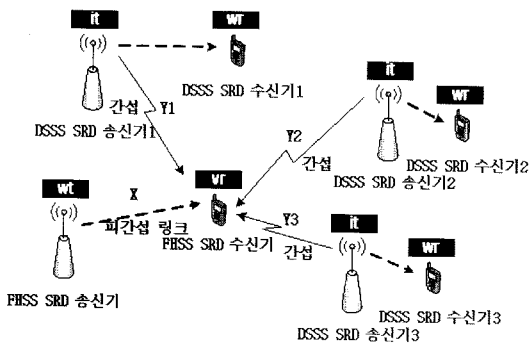 it
wr
DSSS SRD 수신기1
간섭 Y1
DSSS SRD 송신기1
it
wr
Y2
간섭
DSSS SRD 수신기2
DSSS SRD 송신기2
wt
X
vr
피간섭 링크
FHSS SRD 수신기
Y3
간섭
it
wr
FHSS SRD 송신기
DSSS SRD 수신기3
DSSS SRD 송신기3